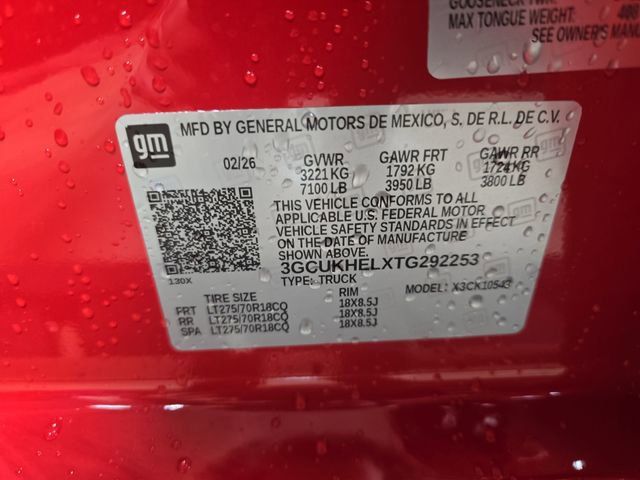 GOOSENECK TWR:
MAX TONGUE WEIGHT:
SEE OWNER'S MANU
gm
MFD BY GENERAL MOTORS DE MEXICO, S. DE R.L. DE C.V.
02/26 GVWR GAWR FRT GAWR RR
3221 KG 1792 KG 1724 KG
7100 LB 3950 LB 3800 LB
THIS VEHICLE CONFORMS TO ALL
APPLICABLE U.S. FEDERAL MOTOR
VEHICLE SAFETY STANDARDS IN EFFECT
ON THE DATE OF MANUFACTURE
SHOWN ABOVE.
3GCUKHELXTG292253
130X TYPE: TRUCK MODEL: X3CK10543
TIRE SIZE RIM
FRT LT275/70R18CQ 18X8.5J
RR LT275/70R18CQ 18X8.5J
SPA LT275/70R18CQ 18X8.5J